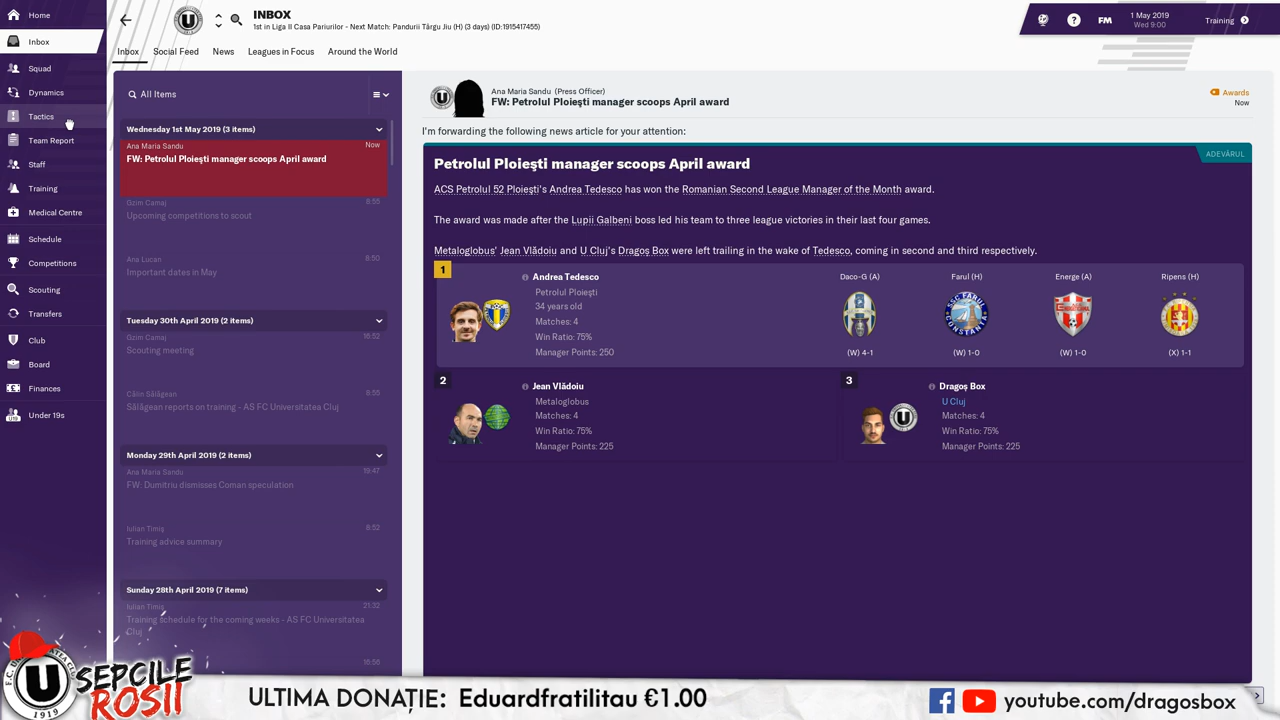 Home
Inbox
Squad
Dynamics
Tactics
Team Report
Staff
Training
Medical Centre
Schedule
Competitions
Scouting
Transfers
Club
Board
Finances
Under 19s
INBOX
1st in Liga II Casa Pariurilor - Next Match: Pandurii Târgu Jiu (H) (3 days) (ID:1915417455)
FM
1 May 2019
Wed 9:00
Training
Inbox
Social Feed
News
Leagues in Focus
Around the World
All Items
Wednesday 1st May 2019 (3 items)
Ana Maria Sandu
Now
FW: Petrolul Ploieşti manager scoops April award
Gzim Camaj
8:55
Upcoming competitions to scout
Ana Lucan
8:50
Important dates in May
Tuesday 30th April 2019 (2 items)
Gzim Camaj
16:52
Scouting meeting
Călin Sălăgean
8:55
Sălăgean reports on training - AS FC Universitatea Cluj
Monday 29th April 2019 (2 items)
Ana Maria Sandu
19:47
FW: Dumitriu dismisses Coman speculation
Iulian Timiş
8:52
Training advice summary
Sunday 28th April 2019 (7 items)
Iulian Timiş
21:32
Training schedule for the coming weeks - AS FC Universitatea
Cluj
16:56
Ana Maria Sandu (Press Officer)
FW: Petrolul Ploieşti manager scoops April award
Awards
Now
I'm forwarding the following news article for your attention:
Petrolul Ploieşti manager scoops April award
ADEVĂRUL
ACS Petrolul 52 Ploieşti's Andrea Tedesco has won the Romanian Second League Manager of the Month award.
The award was made after the Lupii Galbeni boss led his team to three league victories in their last four games.
Metaloglobus' Jean Vlădoiu and U Cluj's Dragoş Box were left trailing in the wake of Tedesco, coming in second and third respectively.
1
Andrea Tedesco
Petrolul Ploieşti
34 years old
Matches: 4
Win Ratio: 75%
Manager Points: 250
Daco-G (A)
Farul (H)
Energe (A)
Ripens (H)
(W) 4-1
(W) 1-0
(W) 1-0
(X) 1-1
2
Jean Vlădoiu
Metaloglobus
Matches: 4
Win Ratio: 75%
Manager Points: 225
3
Dragoş Box
U Cluj
Matches: 4
Win Ratio: 75%
Manager Points: 225
U
1919
SEPCILE
ROSII
ULTIMA DONAȚIE: Eduardfratilitau €1.00
youtube.com/dragosbox